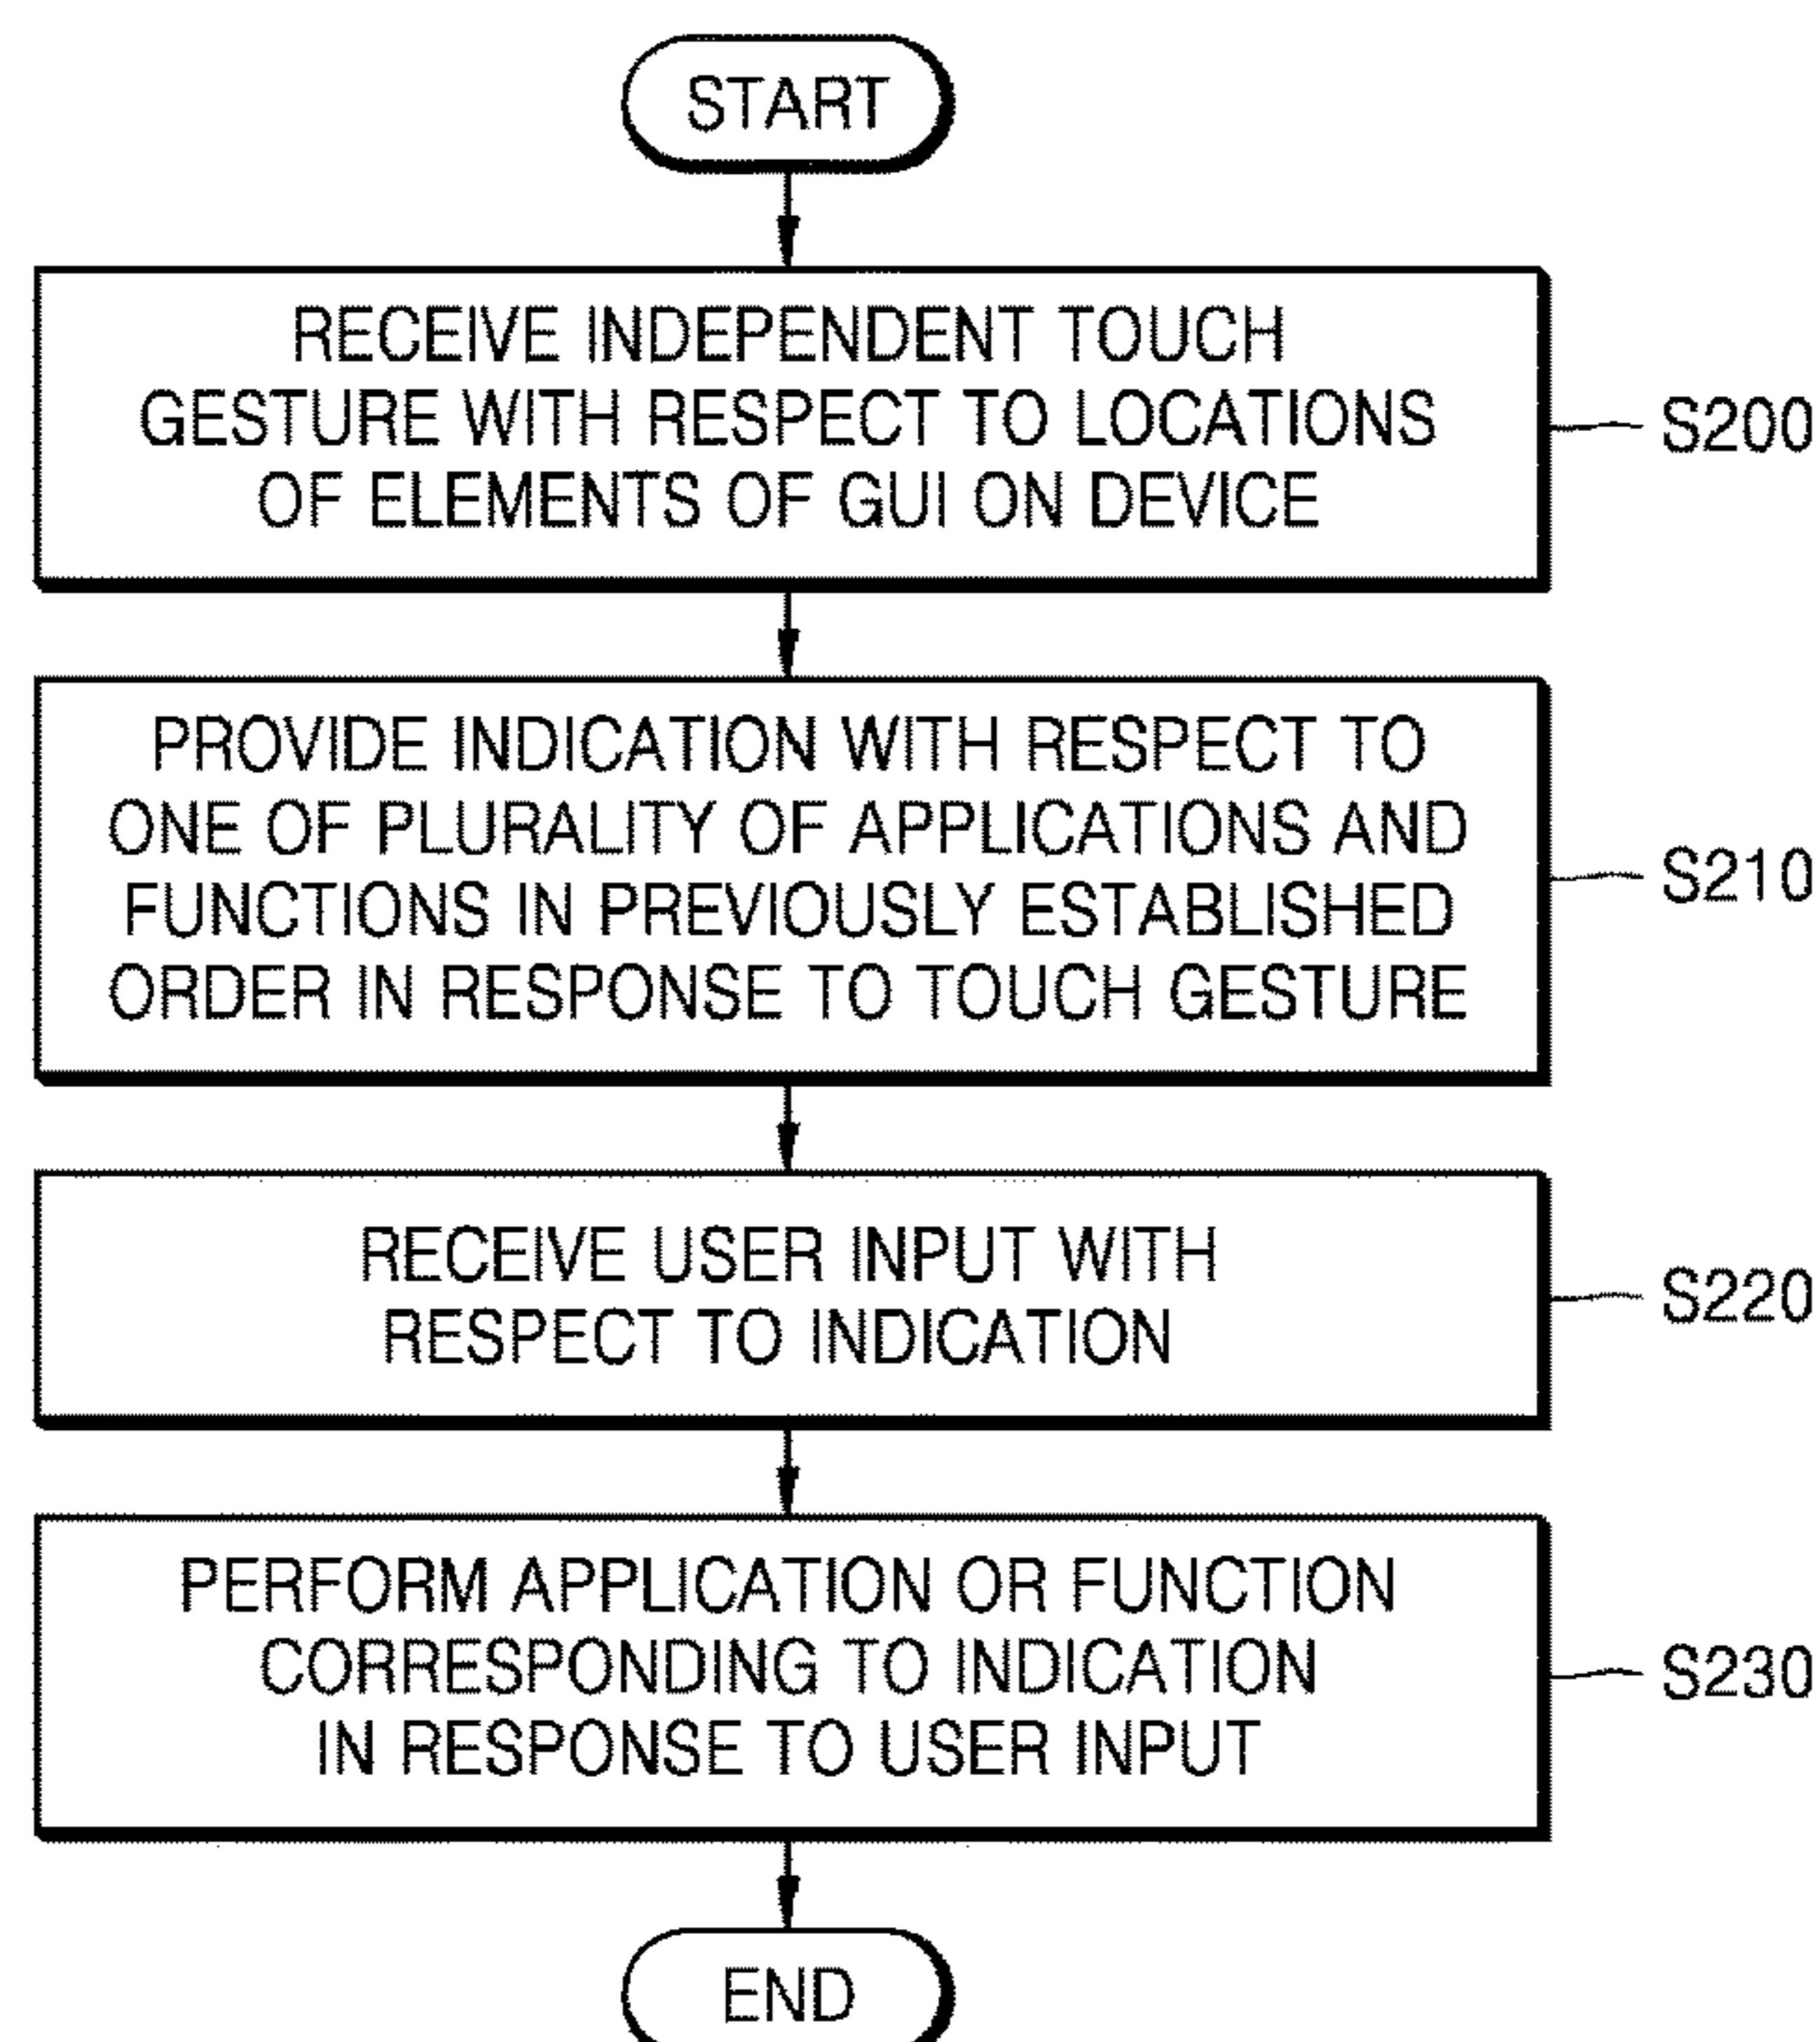 START
RECEIVE INDEPENDENT TOUCH
GESTURE WITH RESPECT TO LOCATIONS
OF ELEMENTS OF GUI ON DEVICE
S200
PROVIDE INDICATION WITH RESPECT TO
ONE OF PLURALITY OF APPLICATIONS AND
FUNCTIONS IN PREVIOUSLY ESTABLISHED
ORDER IN RESPONSE TO TOUCH GESTURE
S210
RECEIVE USER INPUT WITH
RESPECT TO INDICATION
S220
PERFORM APPLICATION OR FUNCTION
CORRESPONDING TO INDICATION
IN RESPONSE TO USER INPUT
S230
END